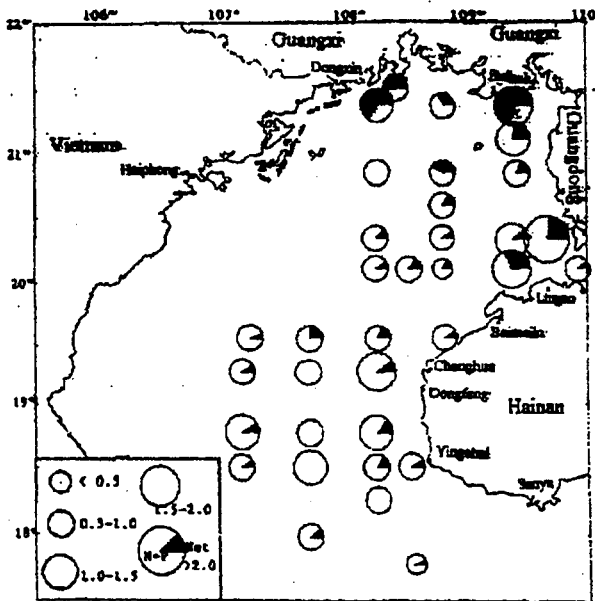 106° 107° 108° 109° 110
22°
Guangxi Guangxi
Dongxin
Vietnam
21°
Haiphong
Guangdong
20°
Lingao
Baimajin
19°
Changhua
Dongfang
Hainan
Yinggehai
Sanya
18°
< 0.5
0.5-1.0
1.0-1.5
1.5-2.0
N+P Net
>2.0